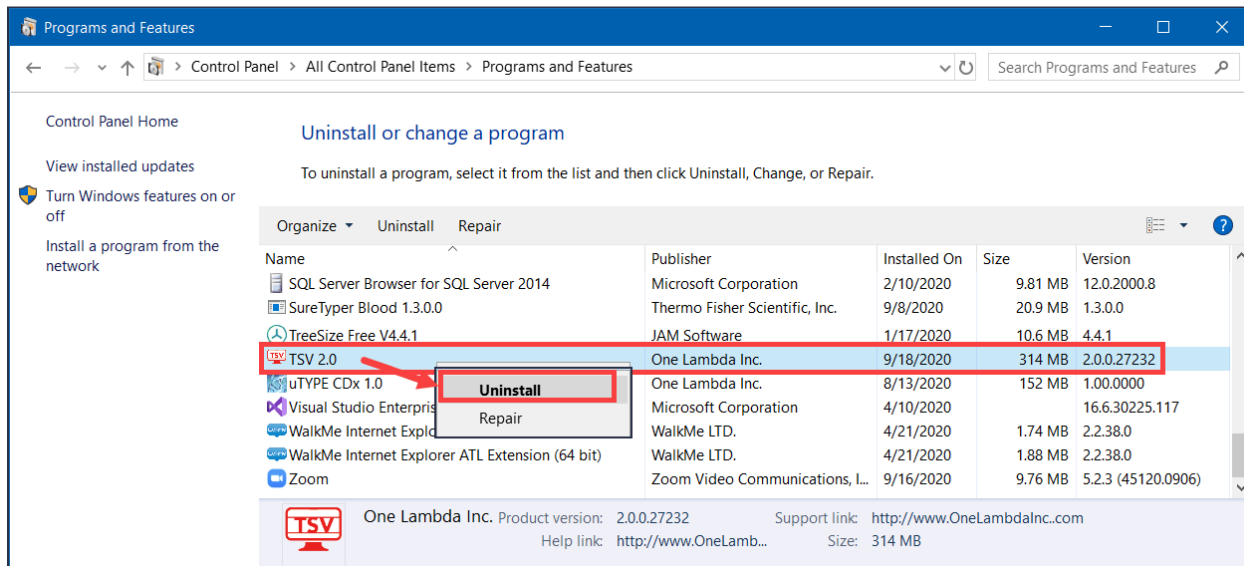 Programs and Features
Control Panel > All Control Panel Items > Programs and Features
Search Programs and Features
Control Panel Home
View installed updates
Turn Windows features on or
off
Install a program from the
network
Uninstall or change a program
To uninstall a program, select it from the list and then click Uninstall, Change, or Repair.
Organize Uninstall Repair
Name Publisher Installed On Size Version
SQL Server Browser for SQL Server 2014 Microsoft Corporation 2/10/2020 9.81 MB 12.0.2000.8
SureTyper Blood 1.3.0.0 Thermo Fisher Scientific, Inc. 9/8/2020 20.9 MB 1.3.0.0
TreeSize Free V4.4.1 JAM Software 1/17/2020 10.6 MB 4.4.1
TSV TSV 2.0 One Lambda Inc. 9/18/2020 314 MB 2.0.0.27232
uTYPE CDx 1.0 One Lambda Inc. 8/13/2020 152 MB 1.00.0000
Uninstall
Visual Studio Enterpris Microsoft Corporation 4/10/2020 16.6.30225.117
Repair
WalkMe Internet Explo WalkMe LTD. 4/21/2020 1.74 MB 2.2.38.0
WalkMe Internet Explorer ATL Extension (64 bit) WalkMe LTD. 4/21/2020 1.88 MB 2.2.38.0
Zoom Zoom Video Communications, I... 9/16/2020 9.76 MB 5.2.3 (45120.0906)
TSV
One Lambda Inc. Product version: 2.0.0.27232 Support link: http://www.OneLambdaInc..com
Help link: http://www.OneLamb... Size: 314 MB